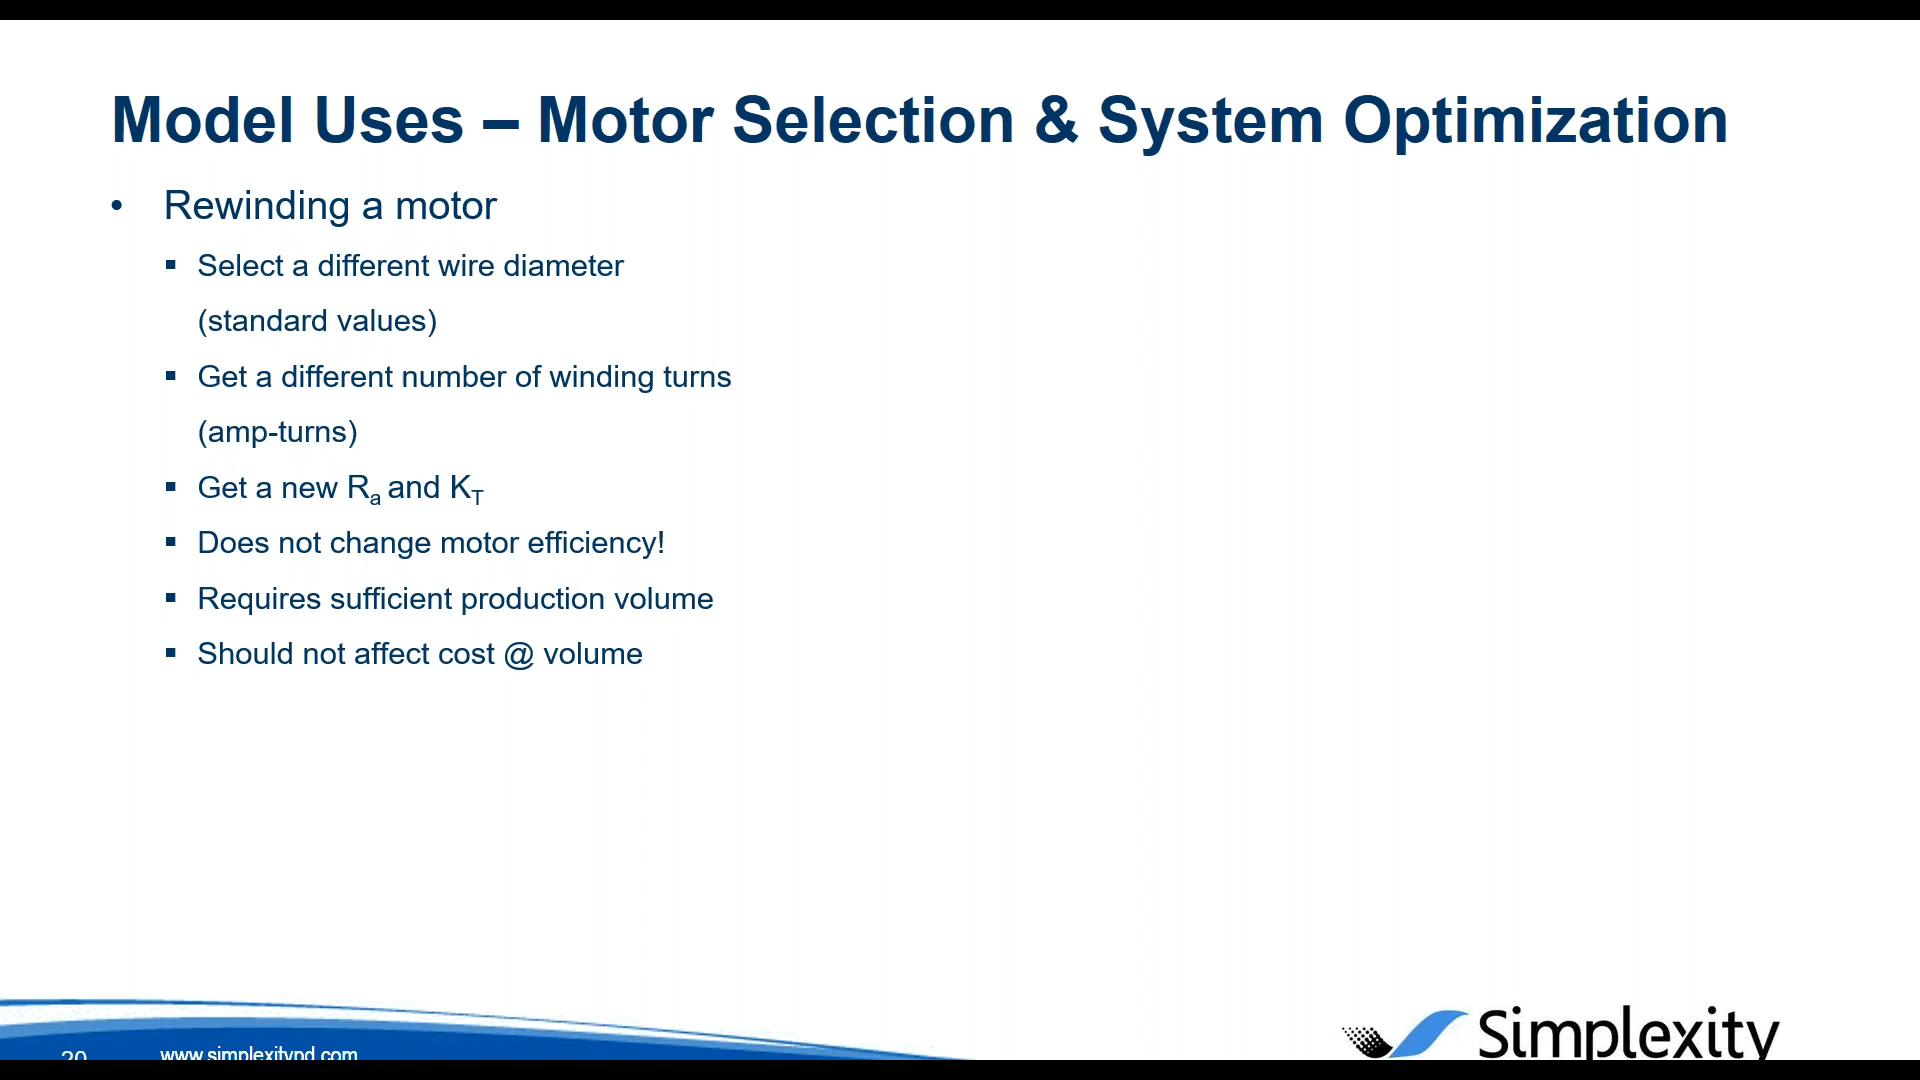 Model Uses – Motor Selection & System Optimization
• Rewinding a motor
▪ Select a different wire diameter
(standard values)
▪ Get a different number of winding turns
(amp-turns)
▪ Get a new Ra and KT
▪ Does not change motor efficiency!
▪ Requires sufficient production volume
▪ Should not affect cost @ volume
20
www.simplexitypd.com
Simplexity